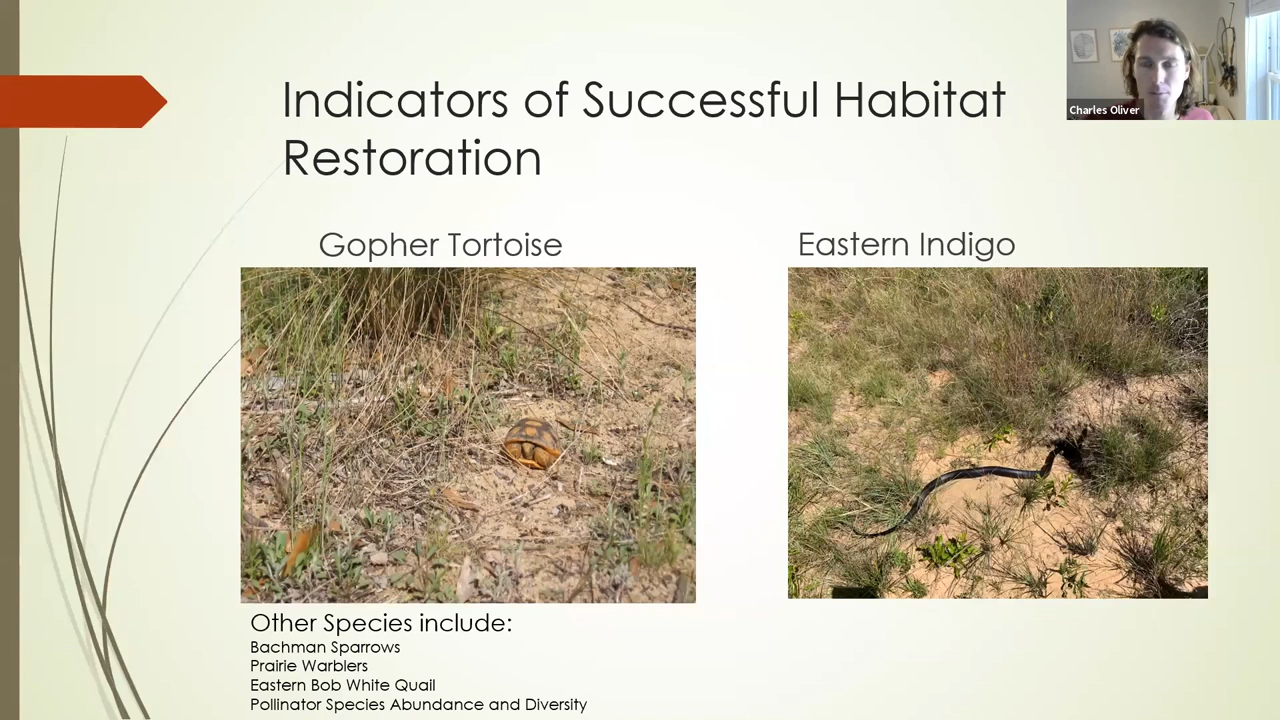 Indicators of Successful Habitat
Restoration
Charles Oliver
Gopher Tortoise
Eastern Indigo
Other Species include:
Bachman Sparrows
Prairie Warblers
Eastern Bob White Quail
Pollinator Species Abundance and Diversity